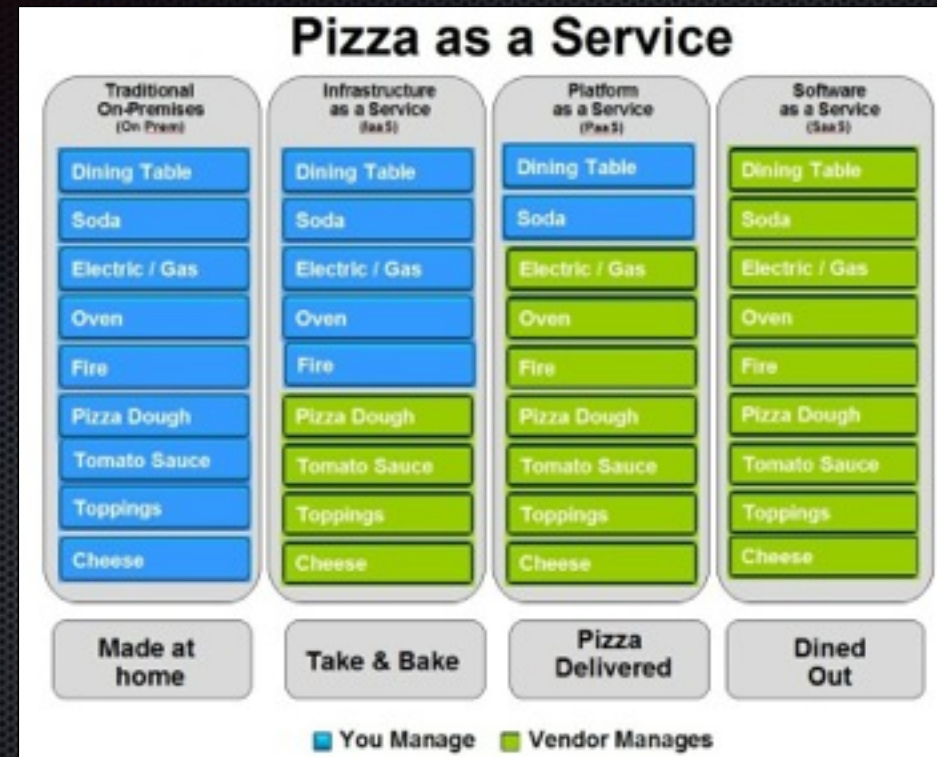 Pizza as a Service
Traditional
On-Premises
(On Prem)
Dining Table
Soda
Electric / Gas
Oven
Fire
Pizza Dough
Tomato Sauce
Toppings
Cheese
Made at
home
Infrastructure
as a Service
(IaaS)
Dining Table
Soda
Electric / Gas
Oven
Fire
Pizza Dough
Tomato Sauce
Toppings
Cheese
Take & Bake
Platform
as a Service
(PaaS)
Dining Table
Soda
Electric / Gas
Oven
Fire
Pizza Dough
Tomato Sauce
Toppings
Cheese
Pizza
Delivered
Software
as a Service
(SaaS)
Dining Table
Soda
Electric / Gas
Oven
Fire
Pizza Dough
Tomato Sauce
Toppings
Cheese
Dined
Out
You Manage Vendor Manages